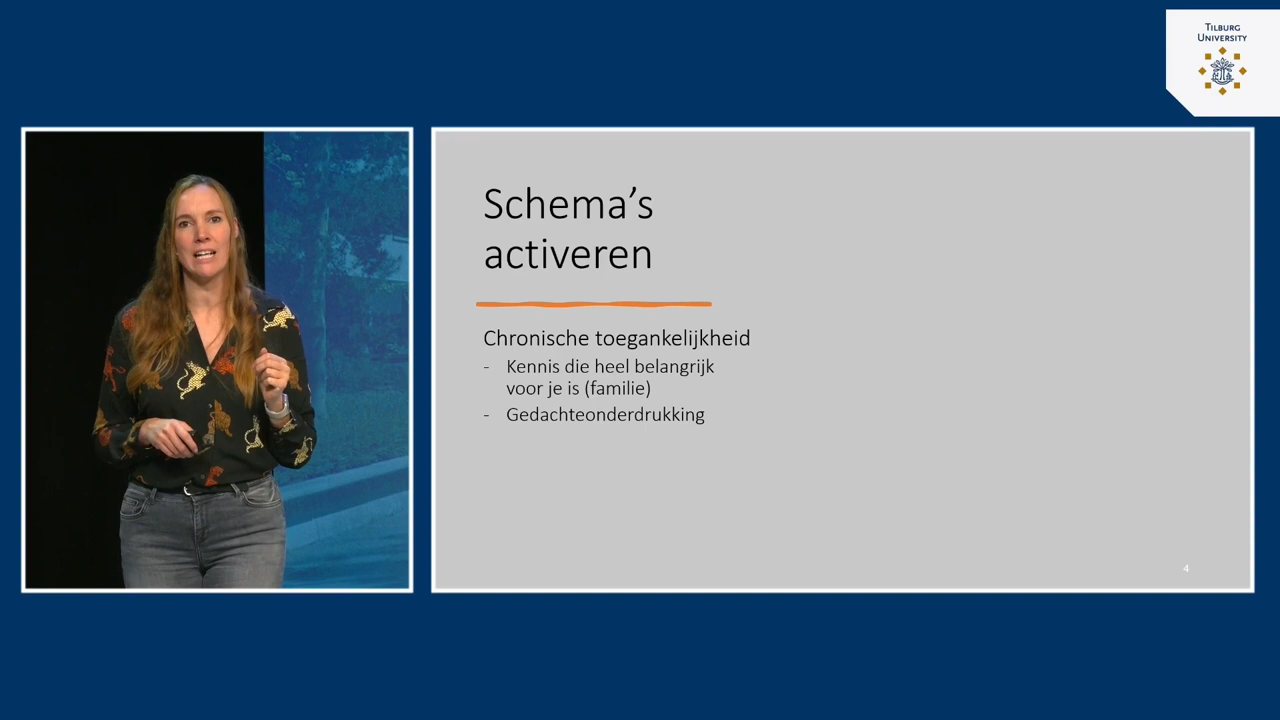 TILBURG
UNIVERSITY
Schema’s
activeren
Chronische toegankelijkheid
- Kennis die heel belangrijk
voor je is (familie)
- Gedachteonderdrukking
4